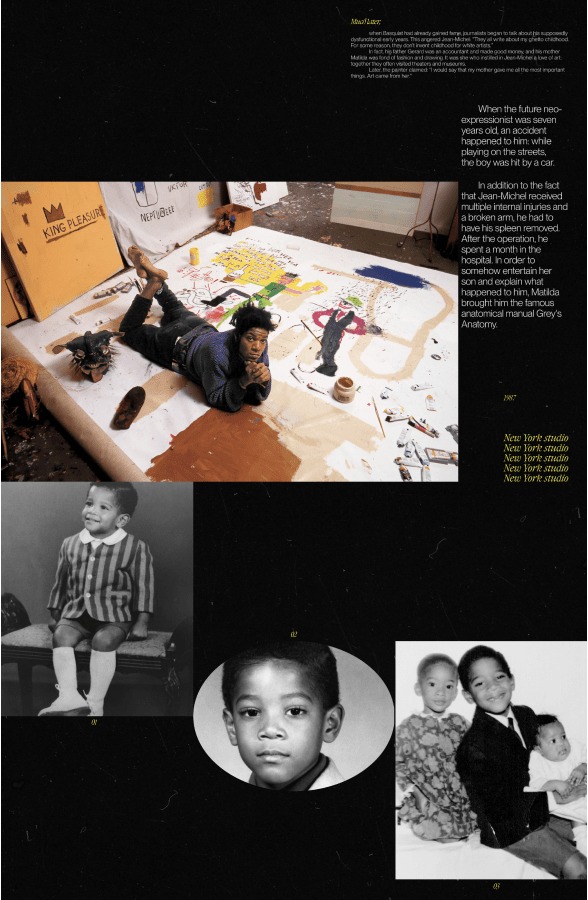 Much later,
when Basquiat had already gained fame, journalists began to talk about his supposedly
dysfunctional early years. This angered Jean-Michel: "They all write about my ghetto childhood.
For some reason, they don't invent childhood for white artists."
In fact, his father Gerard was an accountant and made good money, and his mother
Matilda was fond of fashion and drawing. It was she who instilled in Jean-Michel a love of art:
together they often visited theaters and museums.
Later, the painter claimed: "I would say that my mother gave me all the most important
things. Art came from her."
When the future neo-
expressionist was seven
years old, an accident
happened to him: while
playing on the streets,
the boy was hit by a car.
In addition to the fact
that Jean-Michel received
multiple internal injuries and
a broken arm, he had to
have his spleen removed.
After the operation, he
spent a month in the
hospital. In order to
somehow entertain her
son and explain what
happened to him, Matilda
brought him the famous
anatomical manual Grey's
Anatomy.
KING PLEASURE
1987
New York studio
New York studio
New York studio
New York studio
New York studio
01
02
03